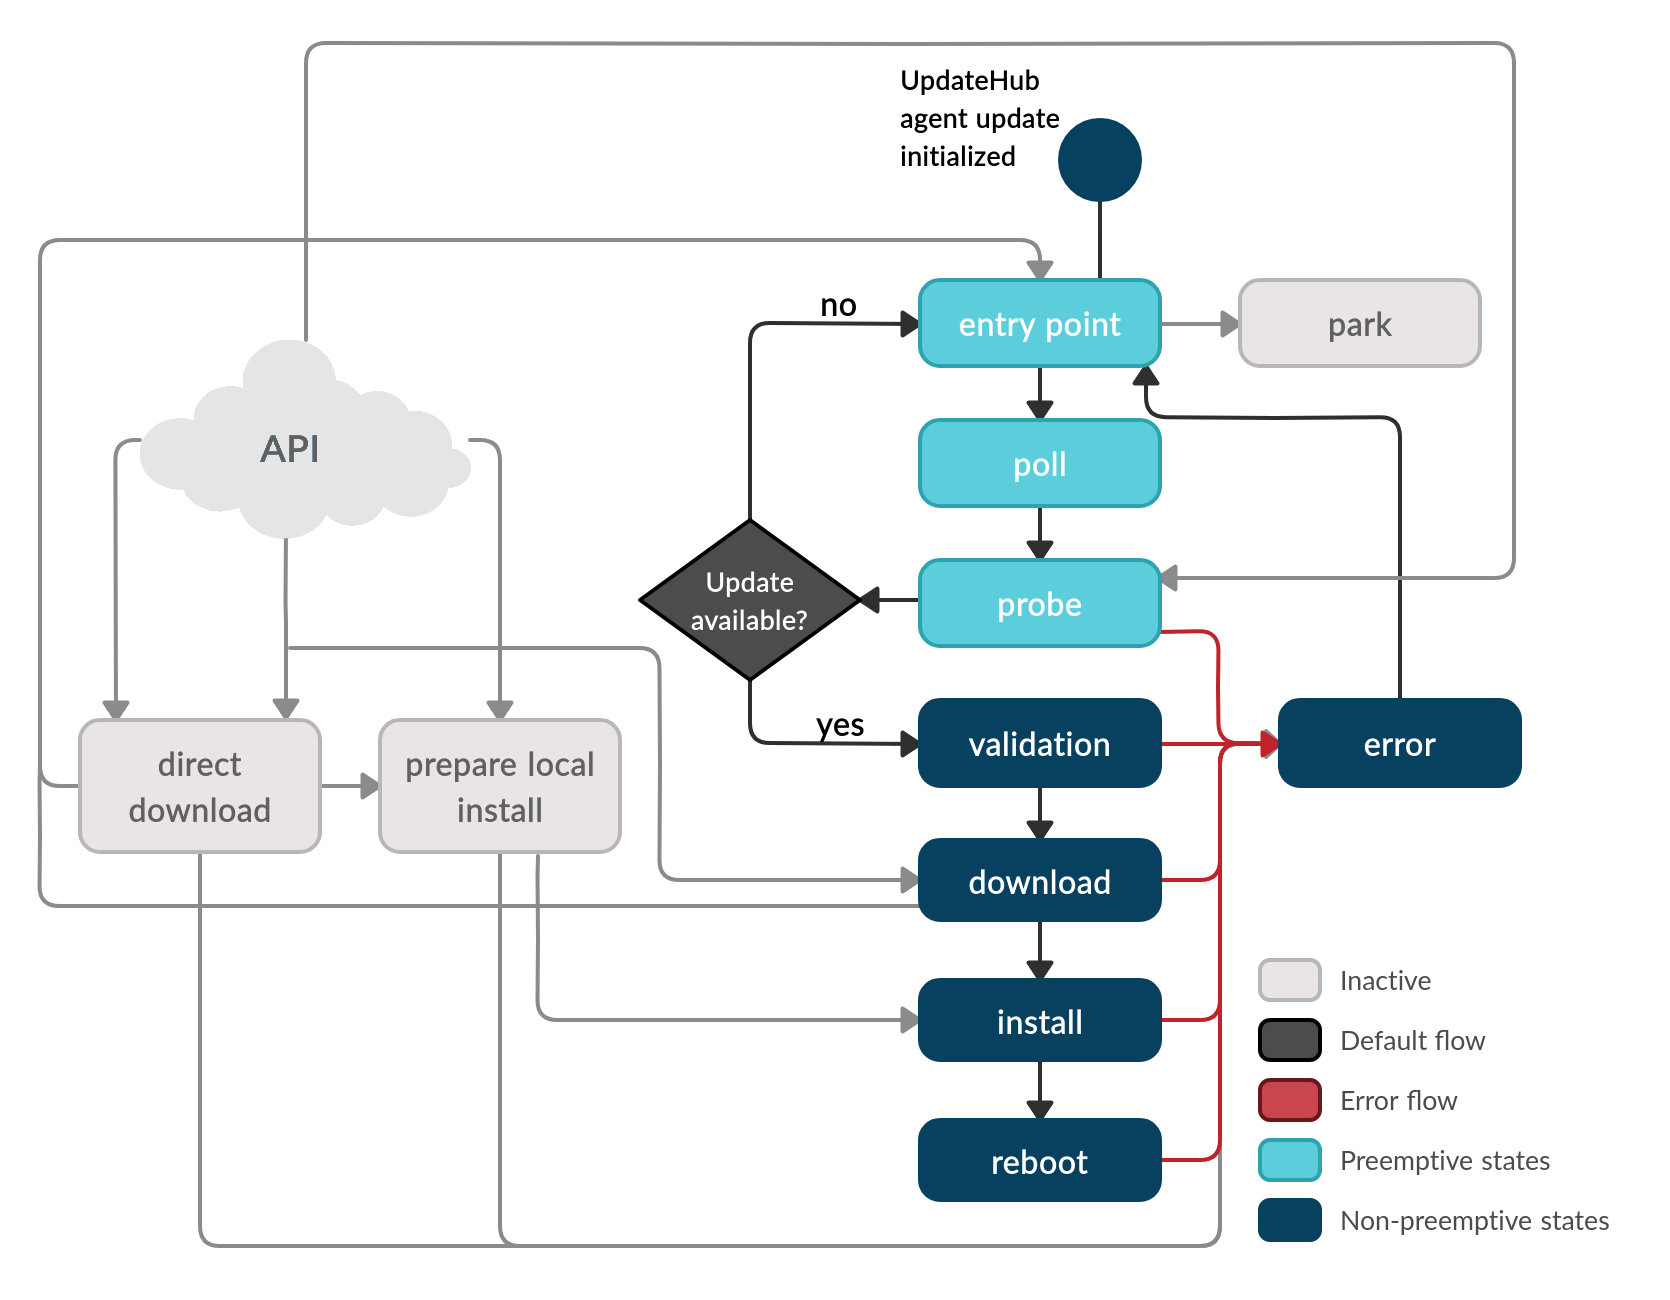 UpdateHub
agent update
initialized
no
entry point
park
API
poll
Update
available?
probe
yes
validation
error
direct
download
prepare local
install
download
install
reboot
Inactive
Default flow
Error flow
Preemptive states
Non-preemptive states